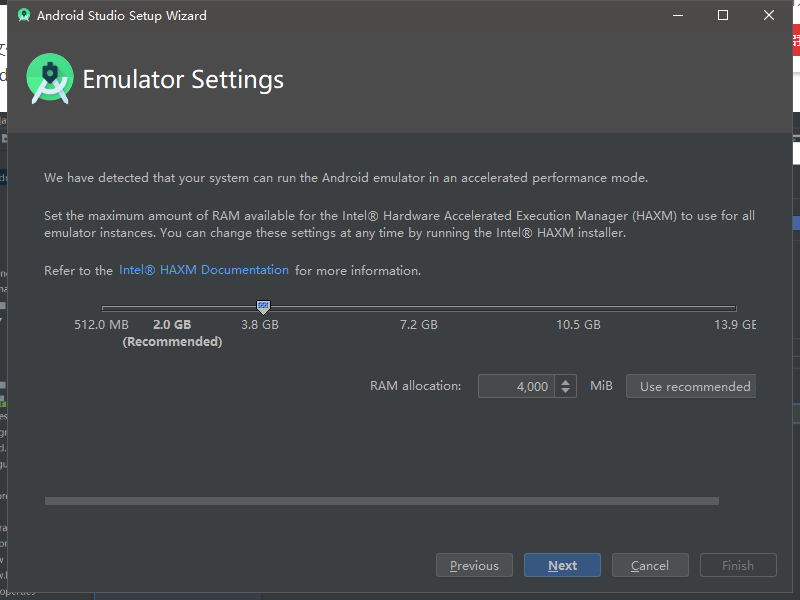 Android Studio Setup Wizard
Emulator Settings
We have detected that your system can run the Android emulator in an accelerated performance mode.
Set the maximum amount of RAM available for the Intel® Hardware Accelerated Execution Manager (HAXM) to use for all
emulator instances. You can change these settings at any time by running the Intel® HAXM installer.
Refer to the Intel® HAXM Documentation for more information.
512.0 MB 2.0 GB 3.8 GB 7.2 GB 10.5 GB 13.9 GE
(Recommended)
RAM allocation: 4,000 MiB Use recommended
Previous Next Cancel Finish